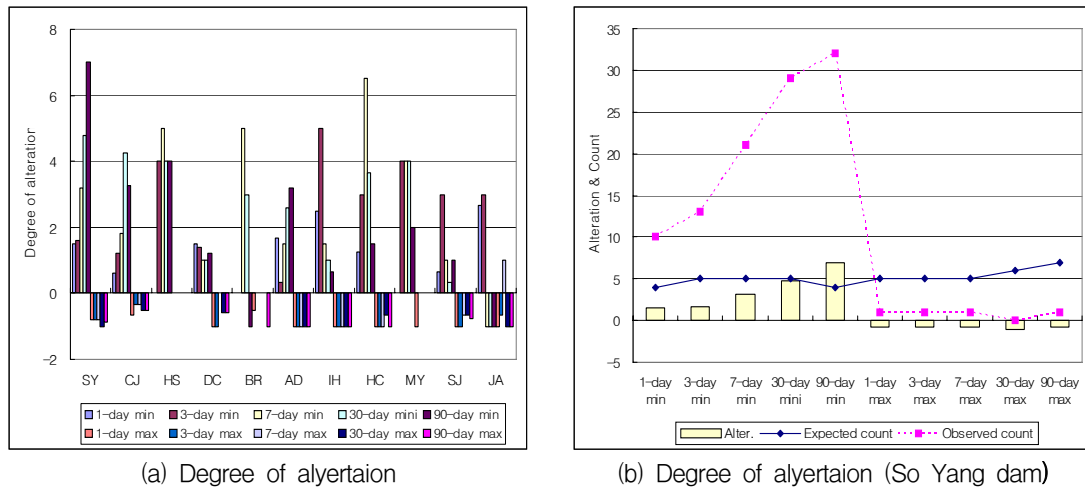 8
6
4
2
0
-2
Degree of alteration
SY CJ HS DC BR AD IH HC MY SJ JA
1-day min 3-day min 7-day min 30-day mini 90-day min
1-day max 3-day max 7-day max 30-day max 90-day max
(a) Degree of alyertaion
35
30
25
20
15
10
5
0
-5
Alteration & Count
1-day min 3-day min 7-day min 30-day mini 90-day min 1-day max 3-day max 7-day max 30-day max 90-day max
Alter. Expected count Observed count
(b) Degree of alyertaion (So Yang dam)